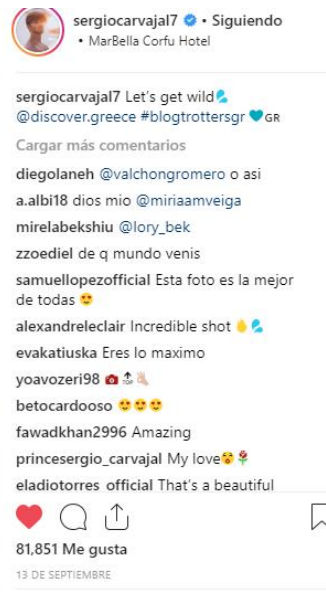 sergiocarvajal7 • Siguiendo
• MarBella Corfu Hotel
sergiocarvajal7 Let's get wild💦
@discover.greece #blogtrottersgr 💙GR
Cargar más comentarios
diegolaneh @valchongromero o asi
a.albi18 dios mio @miriaamveiga
mirelabekshiu @lory_bek
zzoediel de q mundo venis
samuellopezofficial Esta foto es la mejor
de todas 😍
alexandreleclair Incredible shot 🤚💦
evakatiuska Eres lo maximo
yoavozeri98 📷🔝👌🏻
betocardooso 😍😍😍
fawadkhan2996 Amazing
princesergio_carvajal My love😲🌹
eladiotorres_official That's a beautiful
81,851 Me gusta
13 DE SEPTIEMBRE